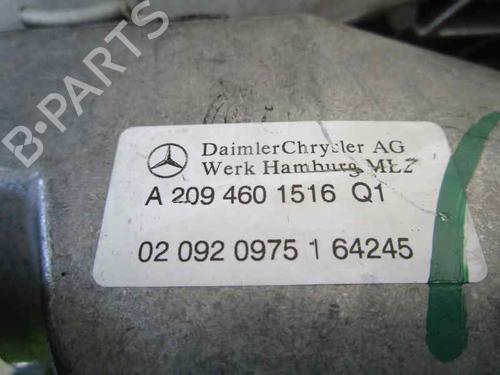 B-PARTS
DaimlerChrysler AG
Werk Hamburg MLZ
A 209 460 1516 Q1
02 092 0975 1 64245